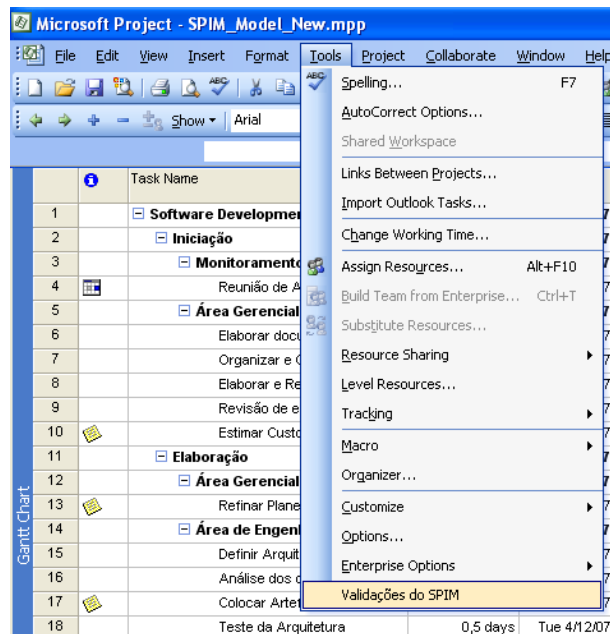 Microsoft Project - SPIM_Model_New.mpp
File Edit View Insert Format Tools Project Collaborate Window Help
Show Arial
Task Name
1 Software Developme
2 Iniciação
3 Monitoramento
4 Reunião de A
5 Área Gerencial
6 Elaborar docu
7 Organizar e
8 Elaborar e Re
9 Revisão de e
10 Estimar Custo
11 Elaboração
12 Área Gerencial
13 Refinar Plane
14 Área de Engen
15 Definir Arquit
16 Análise dos
17 Colocar Artef
18 Teste da Arquitetura 0,5 days Tue 4/12/07
Gantt Chart
Spelling... F7
AutoCorrect Options...
Shared Workspace
Links Between Projects...
Import Outlook Tasks...
Change Working Time...
Assign Resources... Alt+F10
Build Team from Enterprise... Ctrl+T
Substitute Resources...
Resource Sharing
Level Resources...
Tracking
Macro
Organizer...
Customize
Options...
Enterprise Options
Validações do SPIM